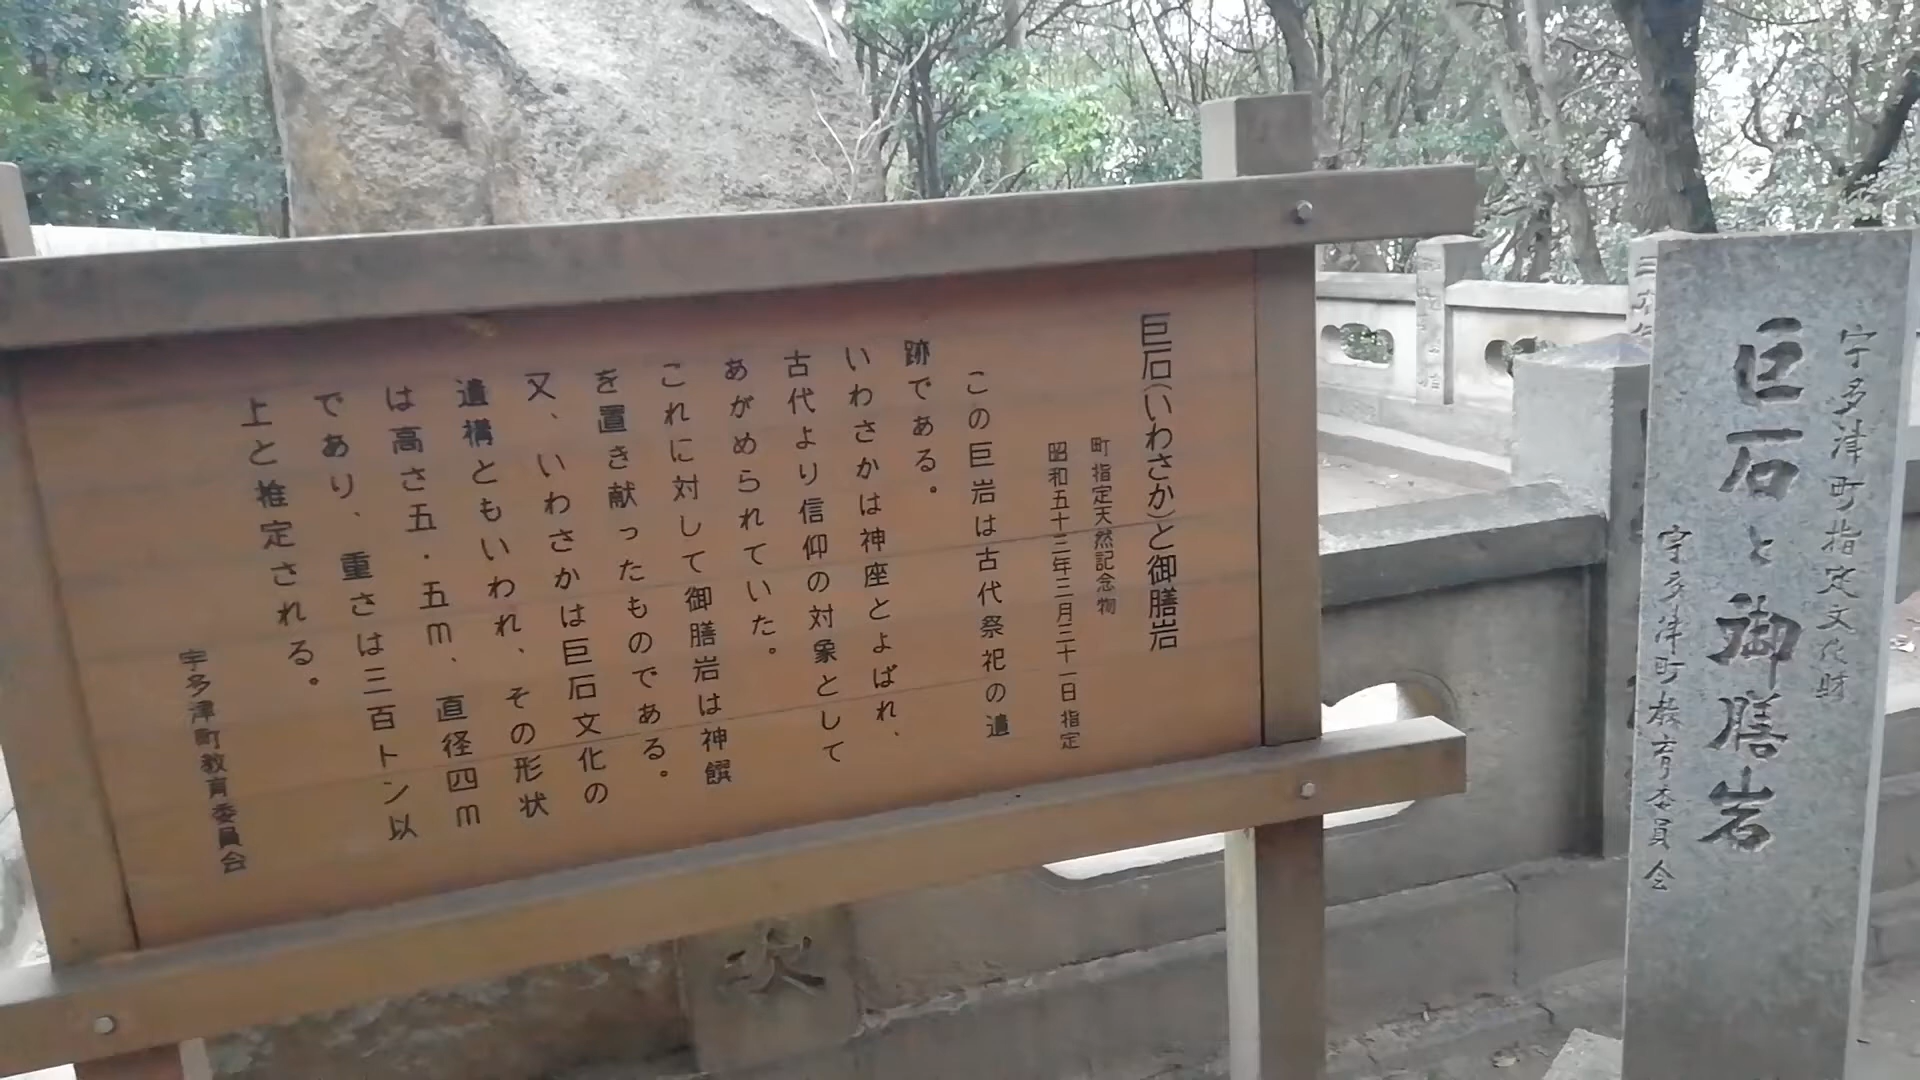 巨石(いわさか)と御膳岩
町指定天然記念物
昭和五十三年三月三十一日 指定
この巨岩は古代祭祀の遺
跡である。
いわさかは神座とよばれ、
古代より信仰の対象として
あがめられていた。
これに対して御膳岩は神饌
を置き献ったものである。
又、いわさかは巨石文化の
遺構ともいわれ、その形状
は高さ五・五m、直径四m
であり、重さは三百トン以
上と推定される。
宇多津町教育委員会
宇多津町指定文化財
巨石と御膳岩
宇多津町教育委員会